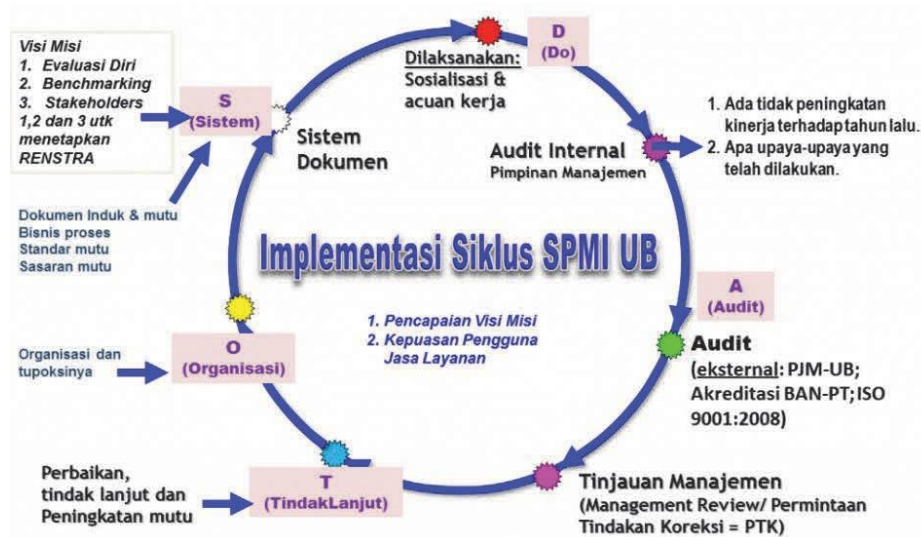 Visi Misi
1. Evaluasi Diri
2. Benchmarking
3. Stakeholders
1,2 dan 3 utk
menetapkan
RENSTRA
S
(Sistem)
Sistem
Dokumen
Dokumen Induk & mutu
Bisnis proses
Standar mutu
Sasaran mutu
D
(Do)
Dilaksanakan:
Sosialisasi &
acuan kerja
Audit Internal
Pimpinan Manajemen
1. Ada tidak peningkatan
kinerja terhadap tahun lalu.
2. Apa upaya-upaya yang
telah dilakukan.
Implementasi Siklus SPMI UB
1. Pencapaian Visi Misi
2. Kepuasan Pengguna
Jasa Layanan
A
(Audit)
Audit
(eksternal: PJM-UB;
Akreditasi BAN-PT; ISO
9001:2008)
Tinjauan Manajemen
(Management Review/ Permintaan
Tindakan Koreksi = PTK)
T
(TindakLanjut)
Perbaikan,
tindak lanjut dan
Peningkatan mutu
O
(Organisasi)
Organisasi dan
tupoksinya